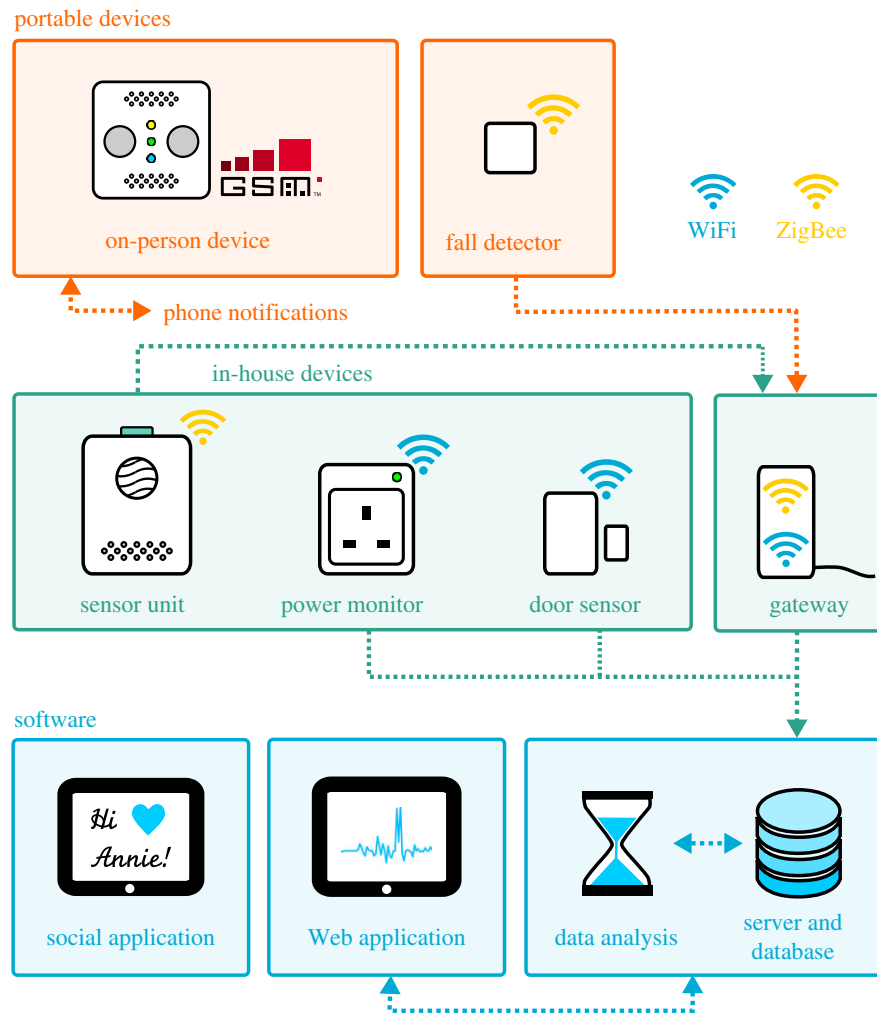 portable devices
GSM™
on-person device
fall detector
WiFi
ZigBee
phone notifications
in-house devices
sensor unit
power monitor
door sensor
gateway
software
Hi
Annie!
social application
Web application
data analysis
server and
database